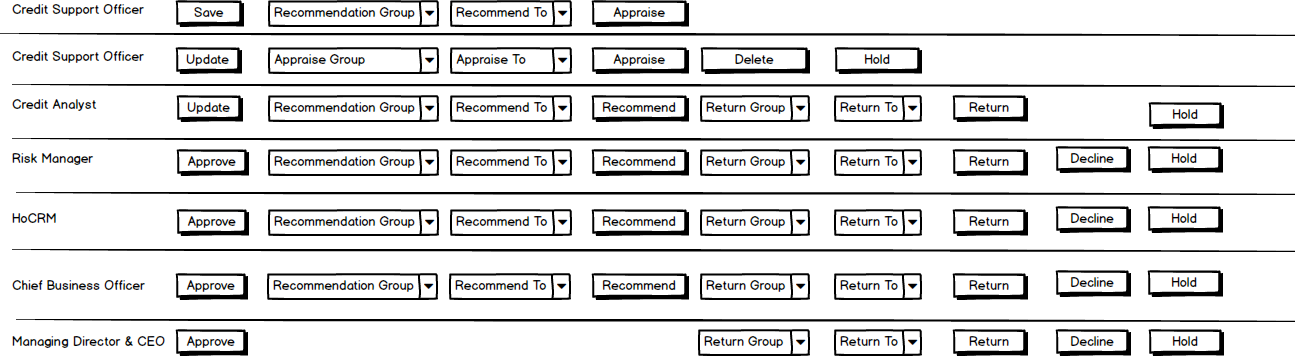 Credit Support Officer Save Recommendation Group Recommend To Appraise
Credit Support Officer Update Appraise Group Appraise To Appraise Delete Hold
Credit Analyst Update Recommendation Group Recommend To Recommend Return Group Return To Return Hold
Risk Manager Approve Recommendation Group Recommend To Recommend Return Group Return To Return Decline Hold
HoCRM Approve Recommendation Group Recommend To Recommend Return Group Return To Return Decline Hold
Chief Business Officer Approve Recommendation Group Recommend To Recommend Return Group Return To Return Decline Hold
Managing Director & CEO Approve Return Group Return To Return Decline Hold